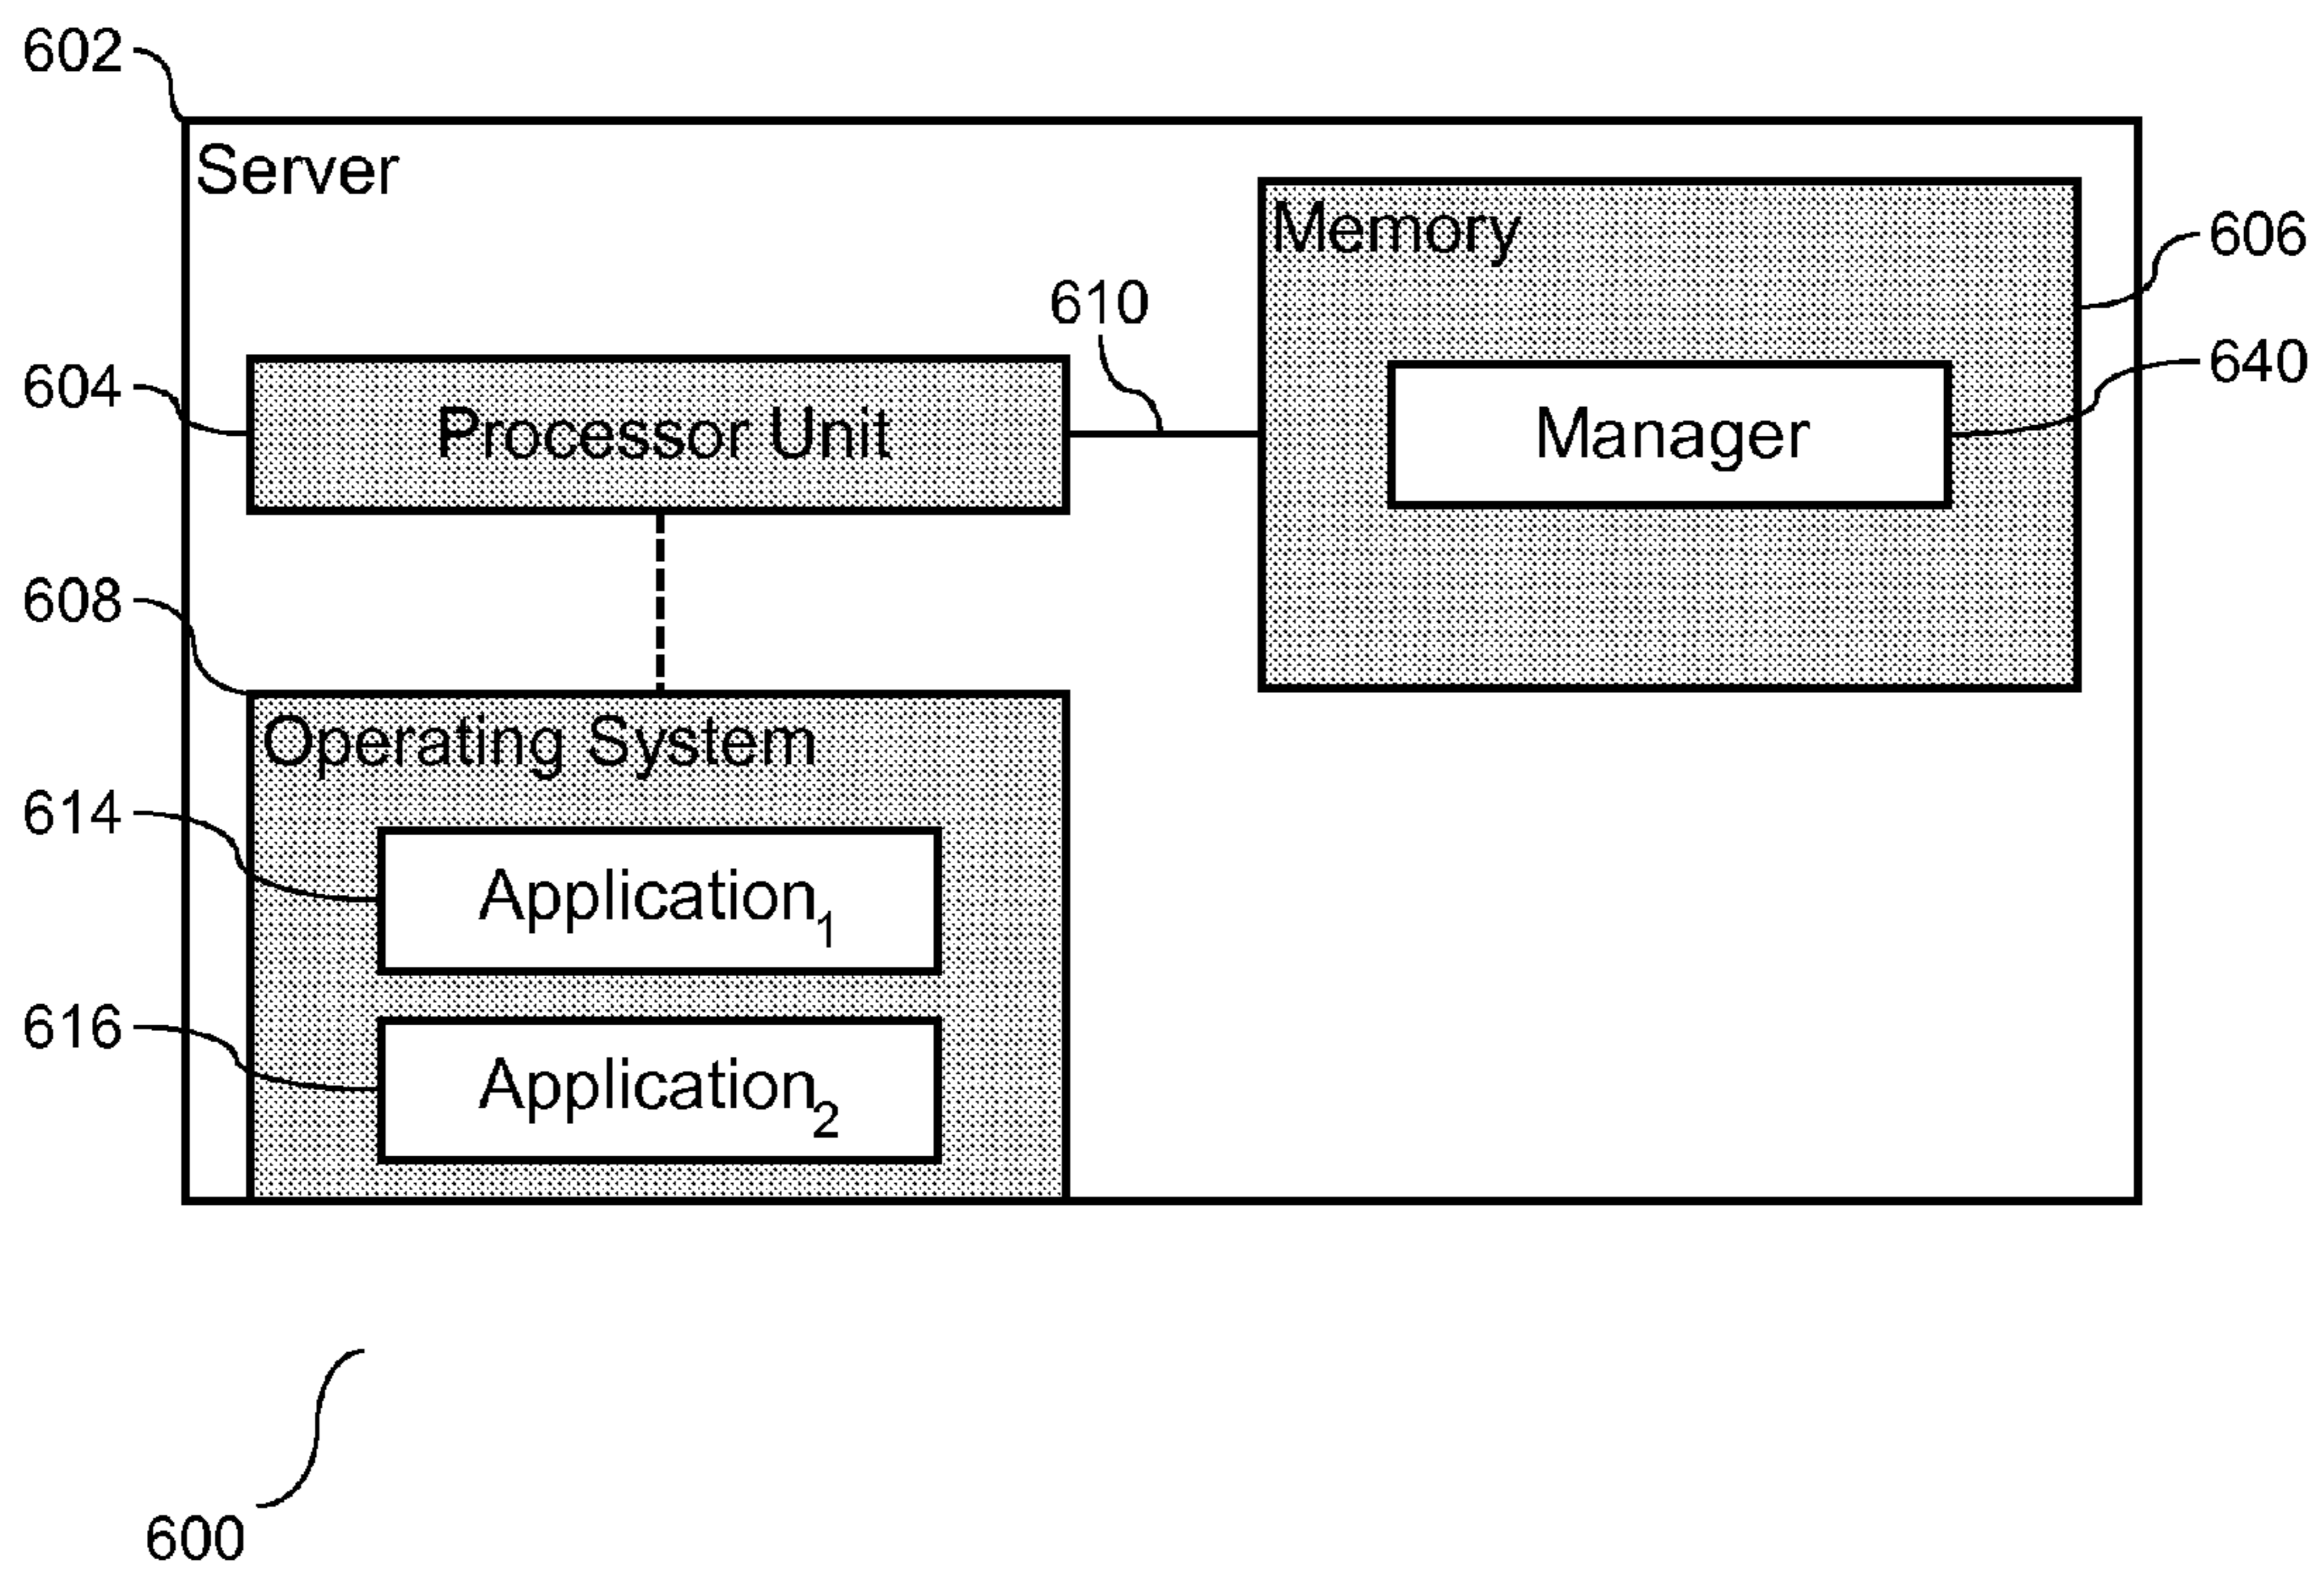 602
Server
Memory
606
610
604
Processor Unit
Manager
640
608
Operating System
614
Application₁
616
Application₂
600